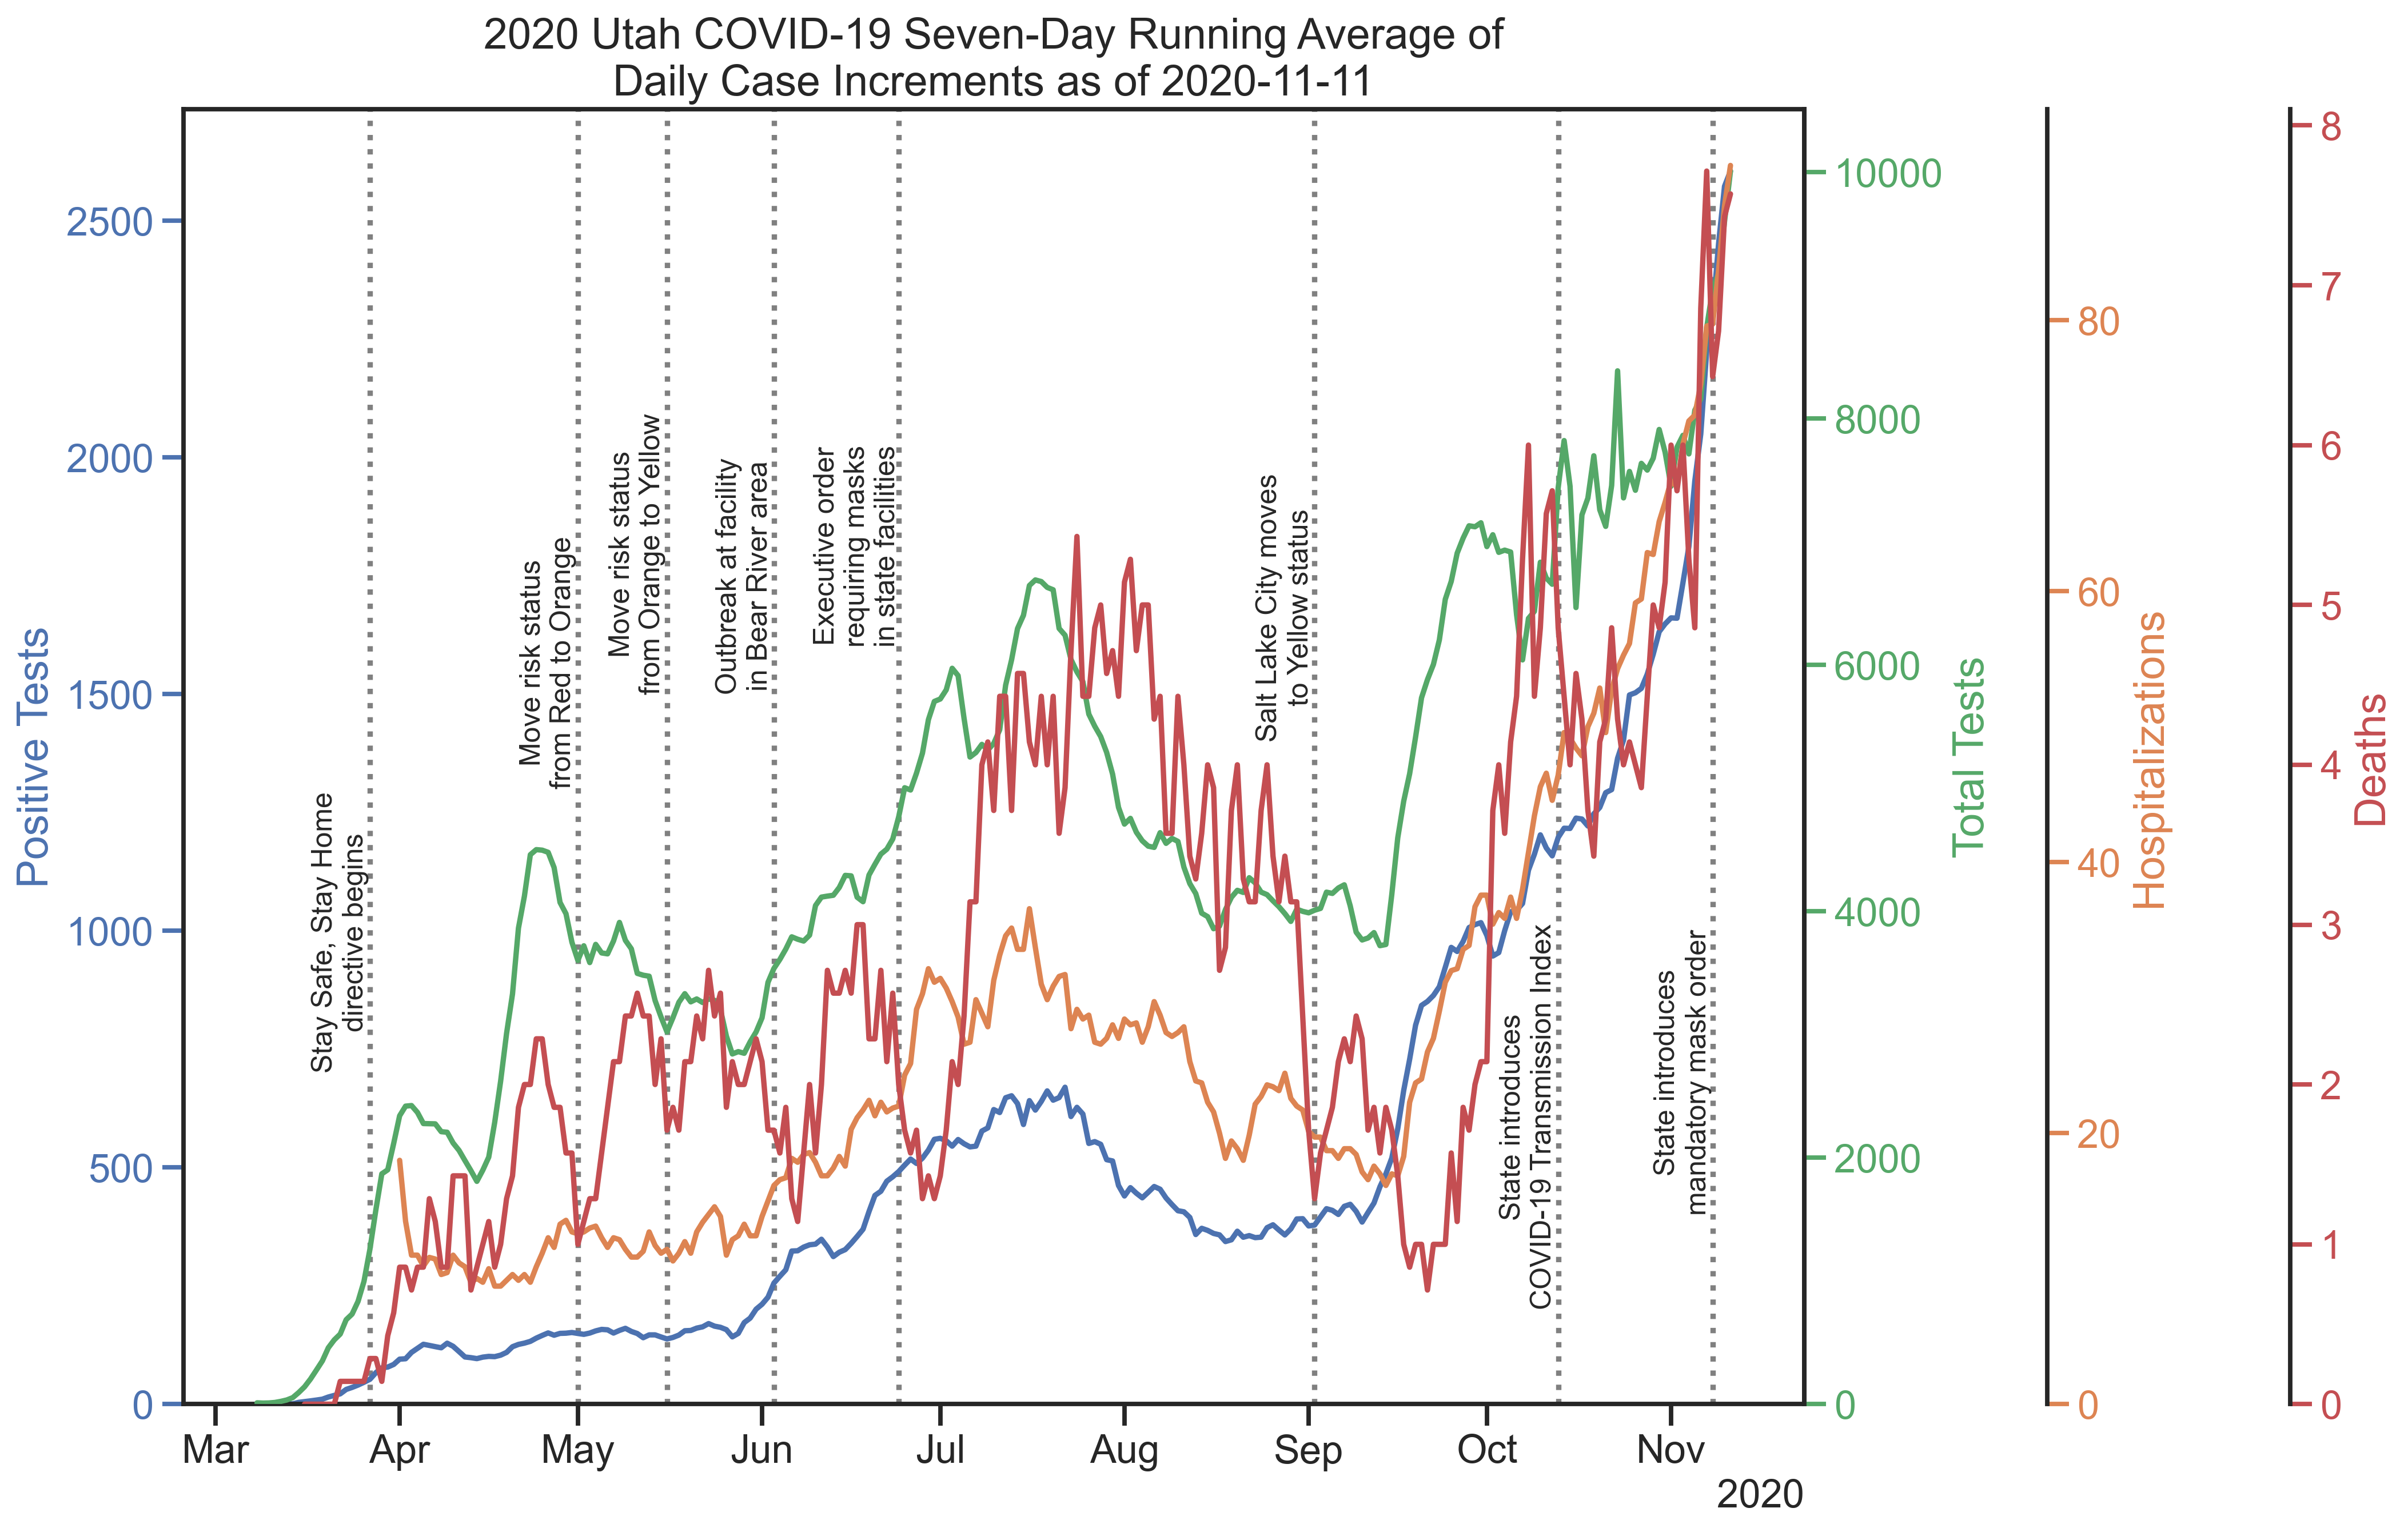 2020 Utah COVID-19 Seven-Day Running Average of
Daily Case Increments as of 2020-11-11
Positive Tests
2500
2000
1500
1000
500
0
Stay Safe, Stay Home
directive begins
Move risk status
from Red to Orange
Move risk status
from Orange to Yellow
Outbreak at facility
in Bear River area
Executive order
requiring masks
in state facilities
Salt Lake City moves
to Yellow status
State introduces
COVID-19 Transmission Index
State introduces
mandatory mask order
Mar
Apr
May
Jun
Jul
Aug
Sep
Oct
Nov
2020
10000
8000
6000
4000
2000
0
Total Tests
80
60
40
20
0
Hospitalizations
8
7
6
5
4
3
2
1
0
Deaths